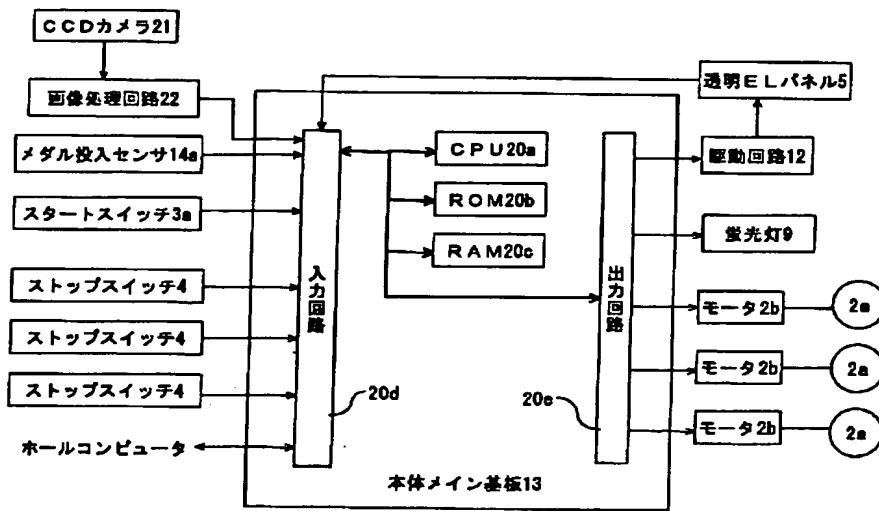 CCDカメラ21
画像処理回路22
メダル投入センサ14a
スタートスイッチ3a
ストップスイッチ4
ストップスイッチ4
ストップスイッチ4
ホールコンピュータ
入力回路
20d
CPU20a
ROM20b
RAM20c
出力回路
20e
本体メイン基板13
透明ELパネル5
駆動回路12
蛍光灯9
モータ2b
2a
モータ2b
2a
モータ2b
2a